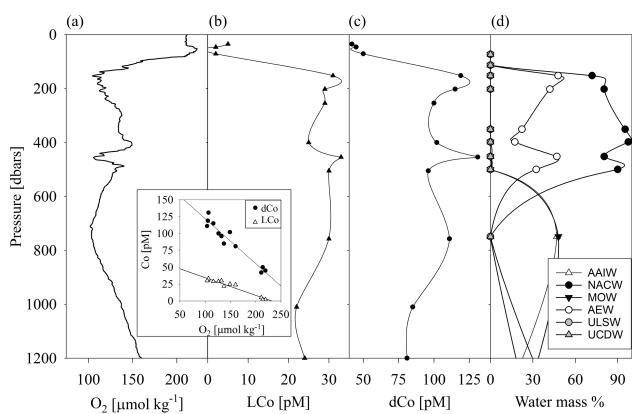 (a) (b) (c) (d)
Pressure [dbars]
0
200
400
600
800
1000
1200
100 150 200
O2 [µmol kg-1]
0 10 20 30
LCo [pM]
50 75 100 125
dCo [pM]
0 30 60 90
Water mass %
Co [pM]
150
125
100
75
50
25
0
50 100 150 200 250
O2 [µmol kg-1]
dCo
LCo
AAIW
NACW
MOW
AEW
ULSW
UCDW